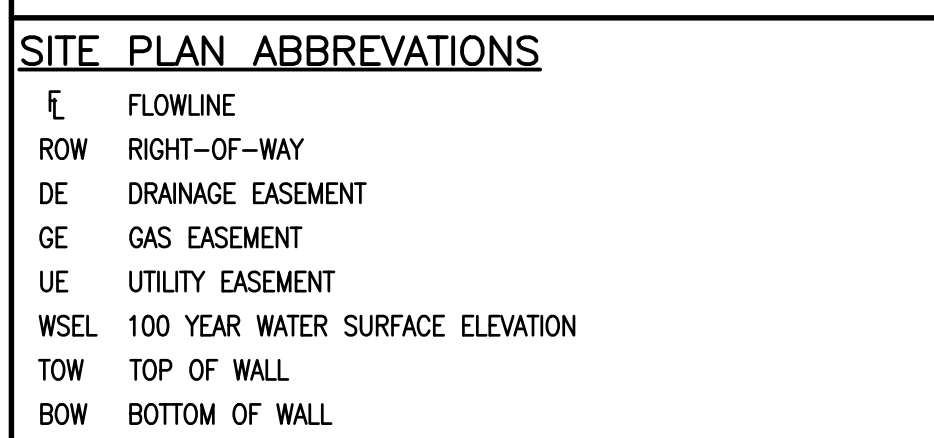 SITE PLAN ABBREVATIONS
FL FLOWLINE
ROW RIGHT-OF-WAY
DE DRAINAGE EASEMENT
GE GAS EASEMENT
UE UTILITY EASEMENT
WSEL 100 YEAR WATER SURFACE ELEVATION
TOW TOP OF WALL
BOW BOTTOM OF WALL